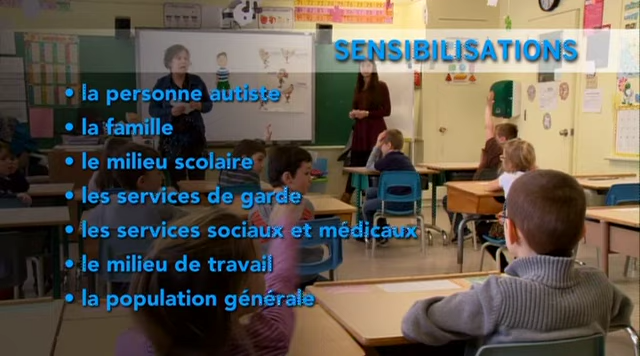 SENSIBILISATIONS
• la personne autiste
• la famille
• le milieu scolaire
• les services de garde
• les services sociaux et médicaux
• le milieu de travail
• la population générale